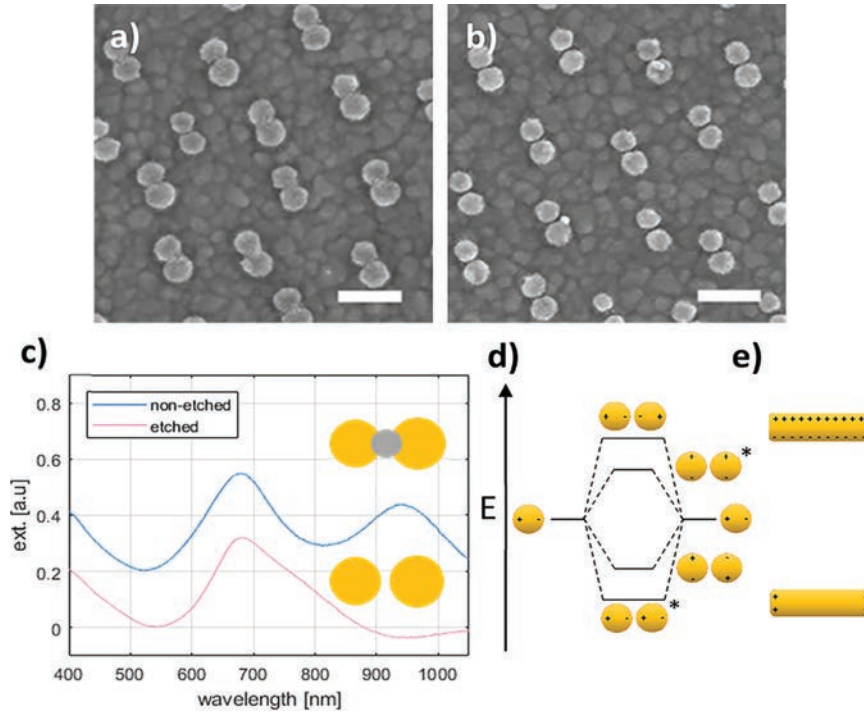 a)
b)
c)
d)
e)
0.8
0.6
0.4
0.2
0
ext. [a.u]
non-etched
etched
400 500 600 700 800 900 1000
wavelength [nm]
E
+ - - +
+ +
- -
*
+ -
+ -
+ -
- +
+ - + -
*
+ + + + + + + + + + +
- - - - - - - - - - -
+
+